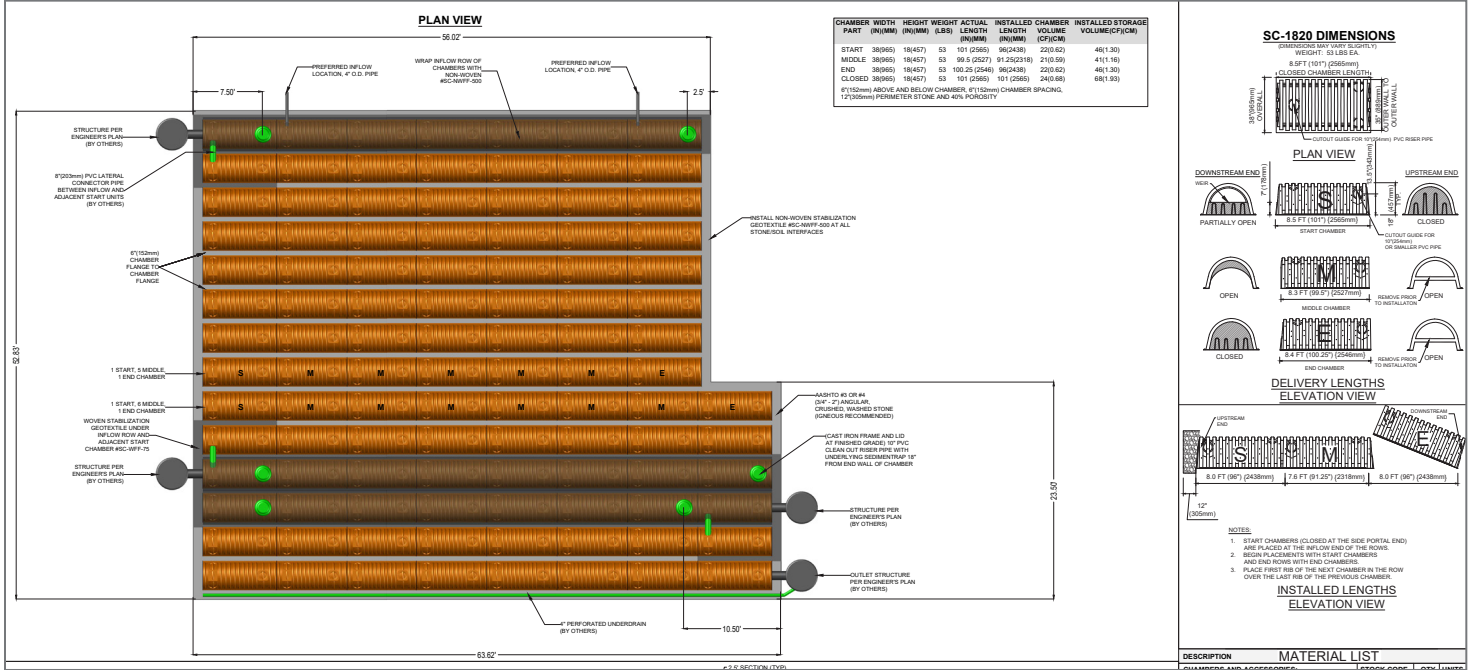 PLAN VIEW
56.02'
PREFERRED INFLOW
LOCATION, 4" O.D. PIPE
WRAP INFLOW ROW OF
CHAMBERS WITH
NON-WOVEN
#SC-NWFF-500
PREFERRED INFLOW
LOCATION, 4" O.D. PIPE
7.50'
2.5'
STRUCTURE PER
ENGINEER'S PLAN
(BY OTHERS)
8"(203mm) PVC LATERAL
CONNECTOR PIPE
BETWEEN INFLOW AND
ADJACENT START UNITS
(BY OTHERS)
INSTALL NON-WOVEN STABILIZATION
GEOTEXTILE #SC-NWFF-500 AT ALL
STONE/SOIL INTERFACES
6"(152mm)
CHAMBER
FLANGE TO
CHAMBER
FLANGE
52.83'
1 START, 5 MIDDLE,
1 END CHAMBER
S M M M M M E
1 START, 6 MIDDLE,
1 END CHAMBER
S M M M M M M E
WOVEN STABILIZATION
GEOTEXTILE UNDER
INFLOW ROW AND
ADJACENT START
CHAMBER #SC-WFF-75
STRUCTURE PER
ENGINEER'S PLAN
(BY OTHERS)
AASHTO #3 OR #4
(3/4" - 2") ANGULAR,
CRUSHED, WASHED STONE
(IGNEOUS RECOMMENDED)
(CAST IRON FRAME AND LID
AT FINISHED GRADE) 10" PVC
CLEAN OUT RISER PIPE WITH
UNDERLYING SEDIMENTRAP 18"
FROM END WALL OF CHAMBER
23.50'
STRUCTURE PER
ENGINEER'S PLAN
(BY OTHERS)
OUTLET STRUCTURE
PER ENGINEER'S PLAN
(BY OTHERS)
4" PERFORATED UNDERDRAIN
(BY OTHERS)
10.50'
63.62'
CHAMBER WIDTH HEIGHT WEIGHT ACTUAL INSTALLED CHAMBER INSTALLED STORAGE
PART (IN)(MM) (IN)(MM) (LBS) LENGTH LENGTH VOLUME VOLUME(CF)(CM)
(IN)(MM) (IN)(MM) (CF)(CM)
START 38(965) 18(457) 53 101 (2565) 96(2438) 22(0.62) 46(1.30)
MIDDLE 38(965) 18(457) 53 99.5 (2527) 91.25(2318) 21(0.59) 41(1.16)
END 38(965) 18(457) 53 100.25 (2546) 96(2438) 22(0.62) 46(1.30)
CLOSED 38(965) 18(457) 53 101 (2565) 101 (2565) 24(0.68) 68(1.93)
6"(152mm) ABOVE AND BELOW CHAMBER, 6"(152mm) CHAMBER SPACING,
12"(305mm) PERIMETER STONE AND 40% POROSITY
SC-1820 DIMENSIONS
(DIMENSIONS MAY VARY SLIGHTLY)
WEIGHT: 53 LBS EA.
8.5FT (101") (2565mm)
CLOSED CHAMBER LENGTH
38"(965mm)
OVERALL
OUTER WALL TO
OUTER WALL
CUTOUT GUIDE FOR 10"(254mm) PVC RISER PIPE
PLAN VIEW
DOWNSTREAM END
WEIR
PARTIALLY OPEN
7" (178mm)
S
8.5 FT (101") (2565mm)
START CHAMBER
18" (457mm)
TYP.
UPSTREAM END
CLOSED
CUTOUT GUIDE FOR
10"(254mm)
OR SMALLER PVC PIPE
OPEN
M
8.3 FT (99.5") (2527mm)
MIDDLE CHAMBER
REMOVE PRIOR
TO INSTALLATON
OPEN
CLOSED
E
8.4 FT (100.25") (2546mm)
END CHAMBER
REMOVE PRIOR
TO INSTALLATON
OPEN
DELIVERY LENGTHS
ELEVATION VIEW
UPSTREAM
END
DOWNSTREAM
END
S M E
8.0 FT (96") (2438mm) 7.6 FT (91.25") (2318mm) 8.0 FT (96") (2438mm)
12"
(305mm)
NOTES:
1. START CHAMBERS (CLOSED AT THE SIDE PORTAL END)
ARE PLACED AT THE INFLOW END OF THE ROWS.
2. BEGIN PLACEMENTS WITH START CHAMBERS
AND END ROWS WITH END CHAMBERS.
3. PLACE FIRST RIB OF THE NEXT CHAMBER IN THE ROW
OVER THE LAST RIB OF THE PREVIOUS CHAMBER.
INSTALLED LENGTHS
ELEVATION VIEW
DESCRIPTION MATERIAL LIST